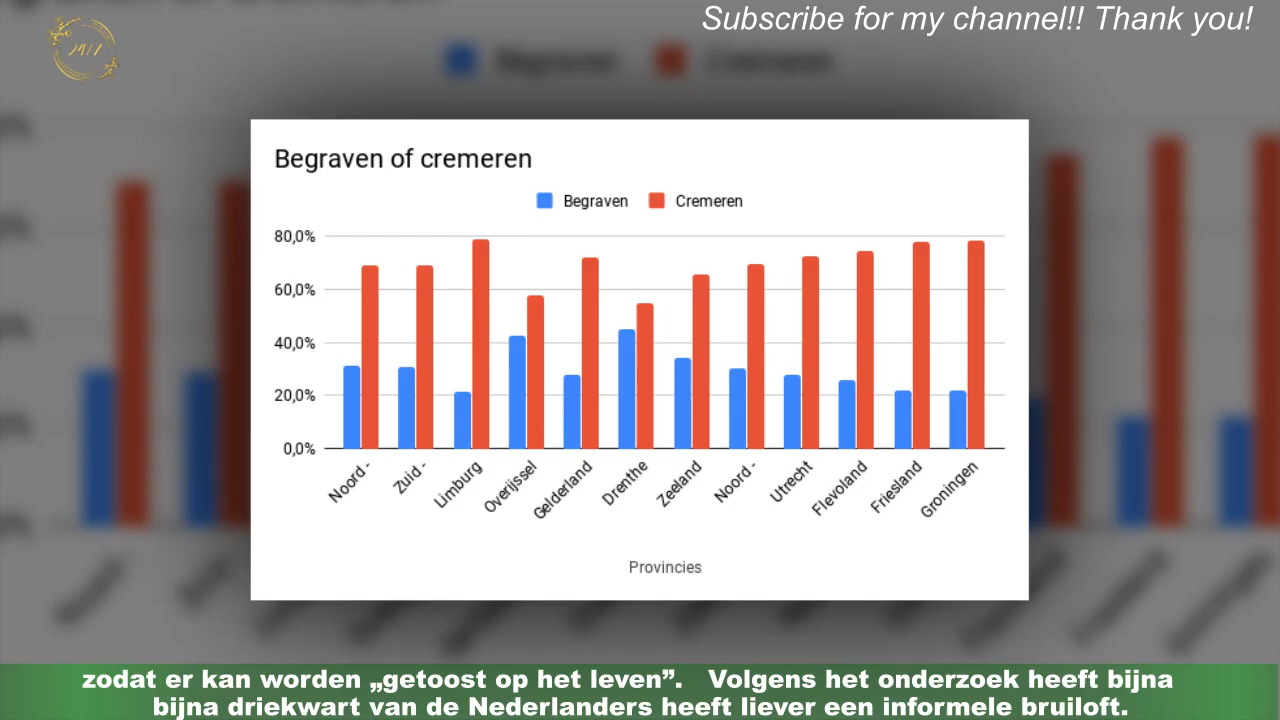 Subscribe for my channel!! Thank you!
24/7
Begraven of cremeren
Begraven Cremeren
80,0%
60,0%
40,0%
20,0%
0,0%
Noord- Zuid- Limburg Overijssel Gelderland Drenthe Zeeland Noord- Utrecht Flevoland Friesland Groningen
Provincies
zodat er kan worden „getoost op het leven”. Volgens het onderzoek heeft bijna
bijna driekwart van de Nederlanders heeft liever een informele bruiloft.